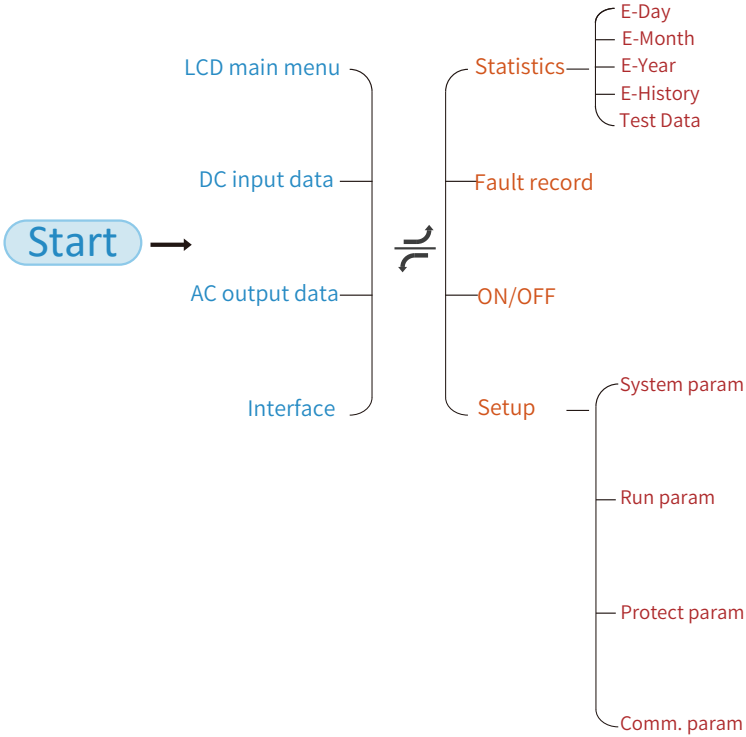 Start
LCD main menu
DC input data
AC output data
Interface
Statistics
Fault record
ON/OFF
Setup
E-Day
E-Month
E-Year
E-History
Test Data
System param
Run param
Protect param
Comm. param